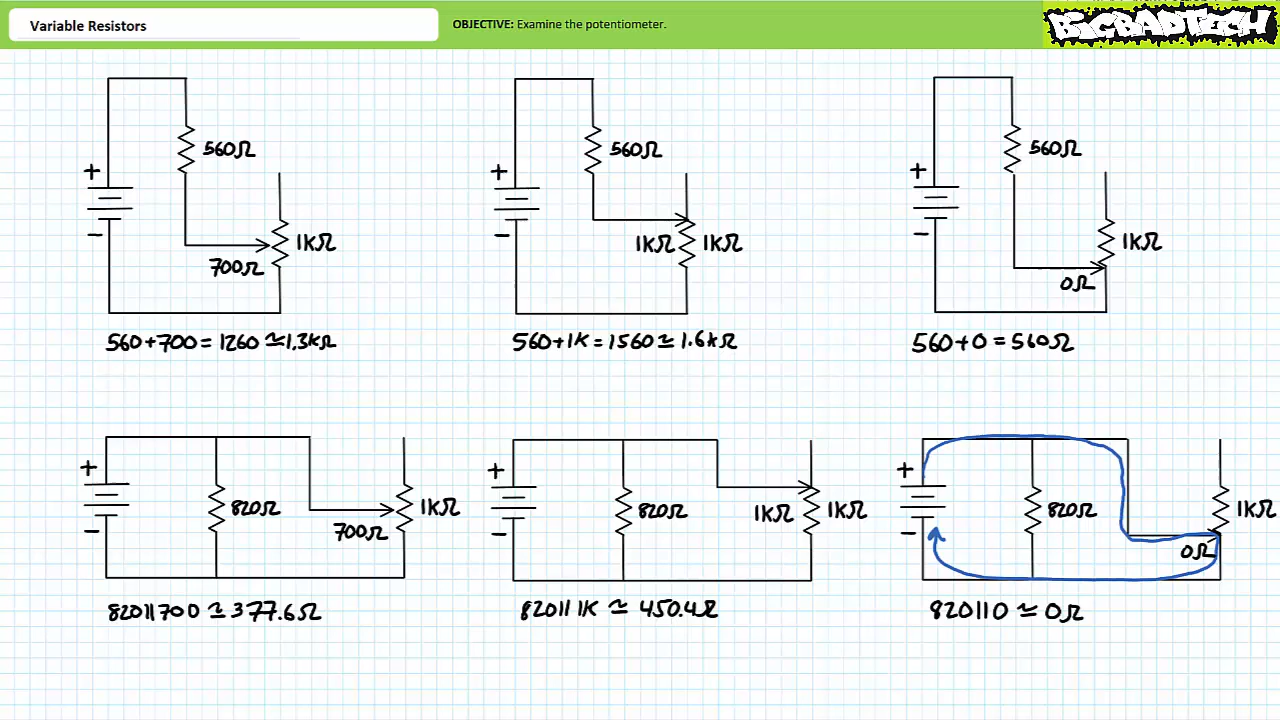 Variable Resistors
OBJECTIVE: Examine the potentiometer.
BIGBADTECH
560Ω
+
-
1KΩ
700Ω
560+700=1260≃1.3kΩ
560Ω
+
-
1KΩ 1KΩ
560+1K=1560≃1.6kΩ
560Ω
+
-
1KΩ
0Ω
560+0=560Ω
+
-
820Ω
1KΩ
700Ω
820||700≃377.6Ω
+
-
820Ω
1KΩ 1KΩ
820||1K≃450.4Ω
+
-
820Ω
1KΩ
0Ω
820||0≃0Ω